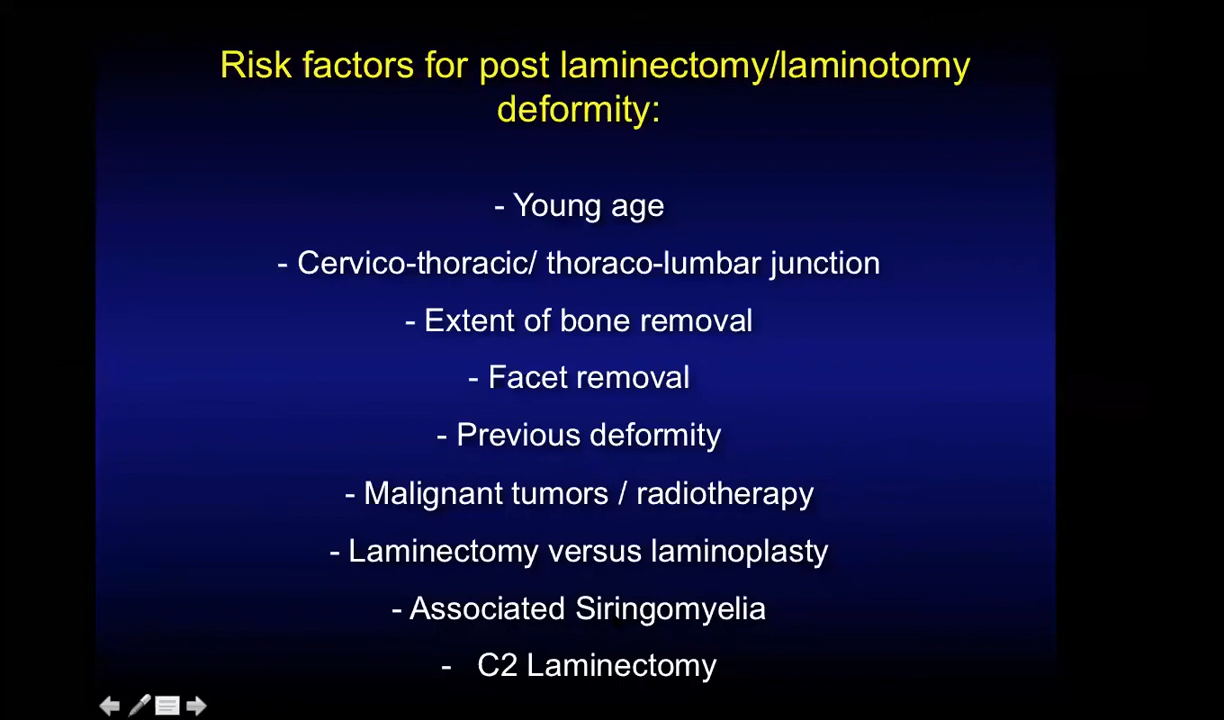 Risk factors for post laminectomy/laminotomy
deformity:
- Young age
- Cervico-thoracic/ thoraco-lumbar junction
- Extent of bone removal
- Facet removal
- Previous deformity
- Malignant tumors / radiotherapy
- Laminectomy versus laminoplasty
- Associated Siringomyelia
- C2 Laminectomy